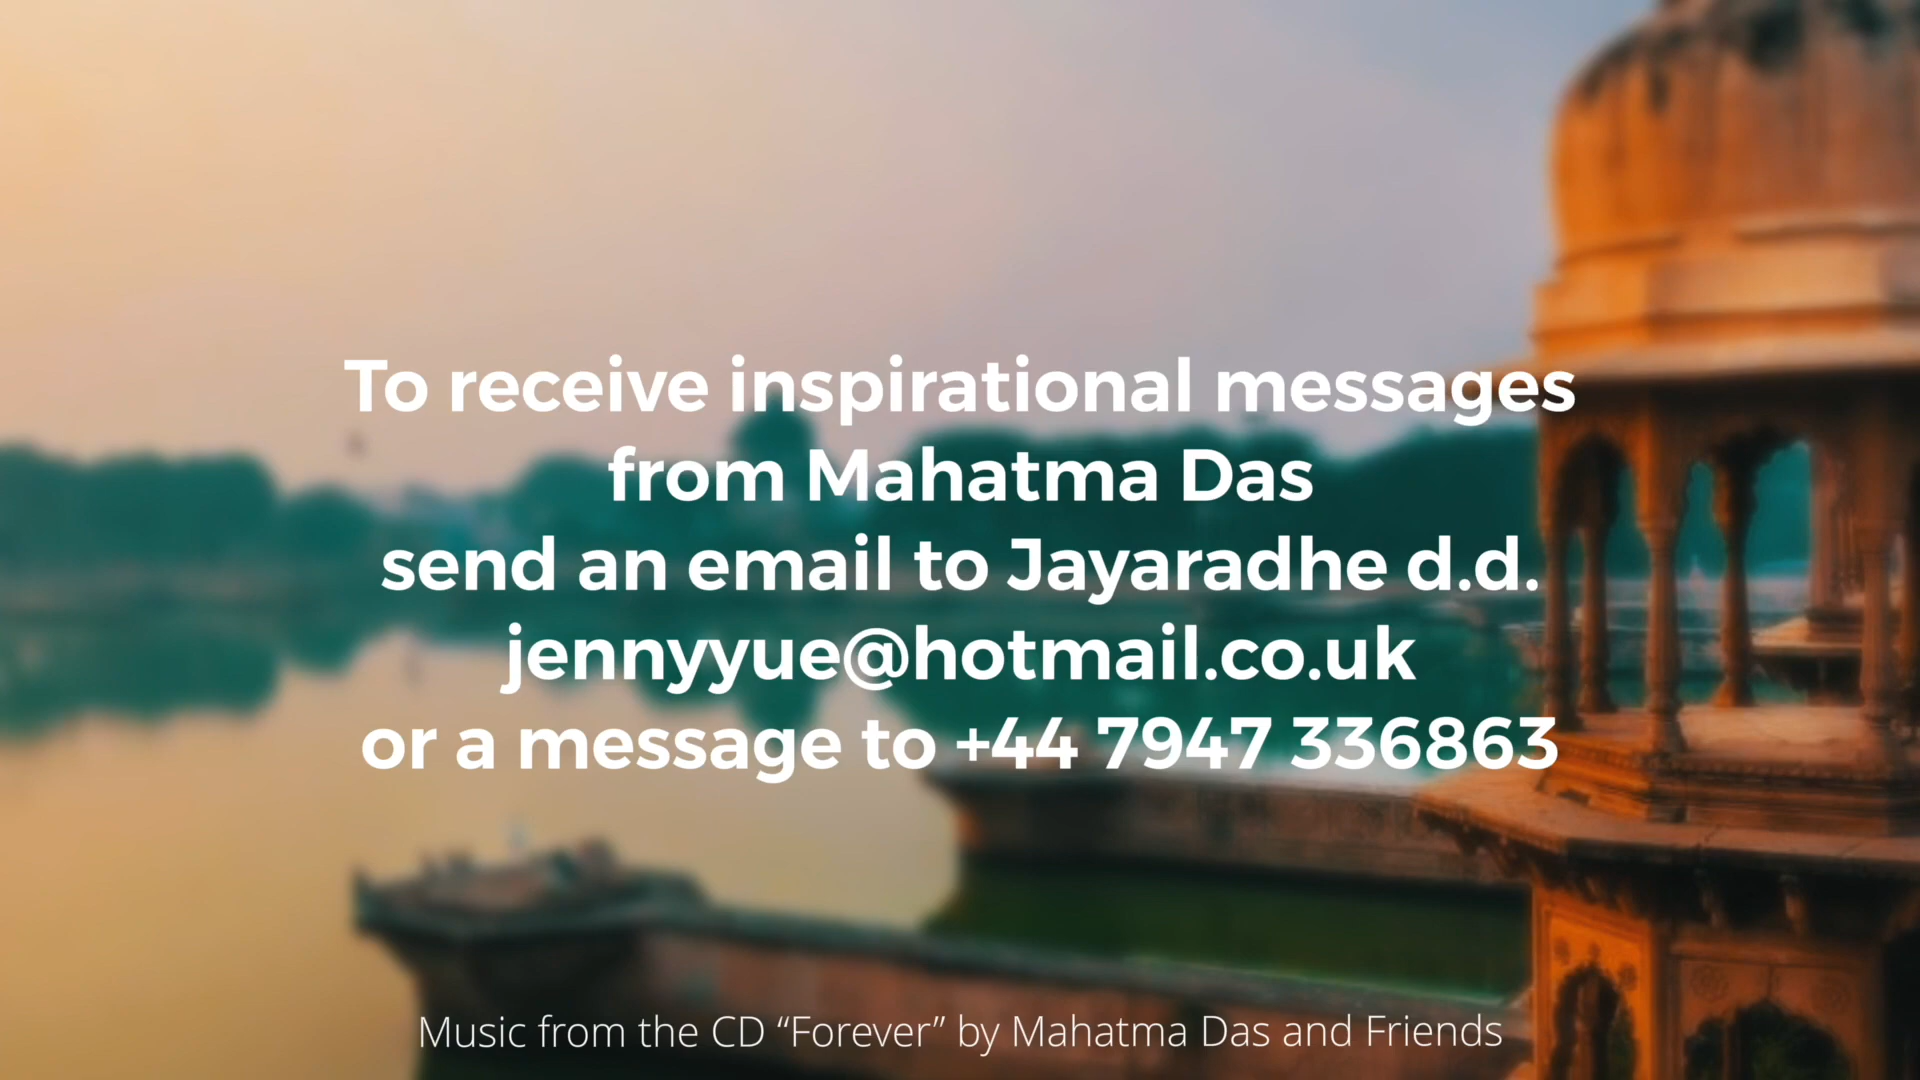 To receive inspirational messages
from Mahatma Das
send an email to Jayaradhe d.d.
jennyyue@hotmail.co.uk
or a message to +44 7947 336863
Music from the CD “Forever” by Mahatma Das and Friends